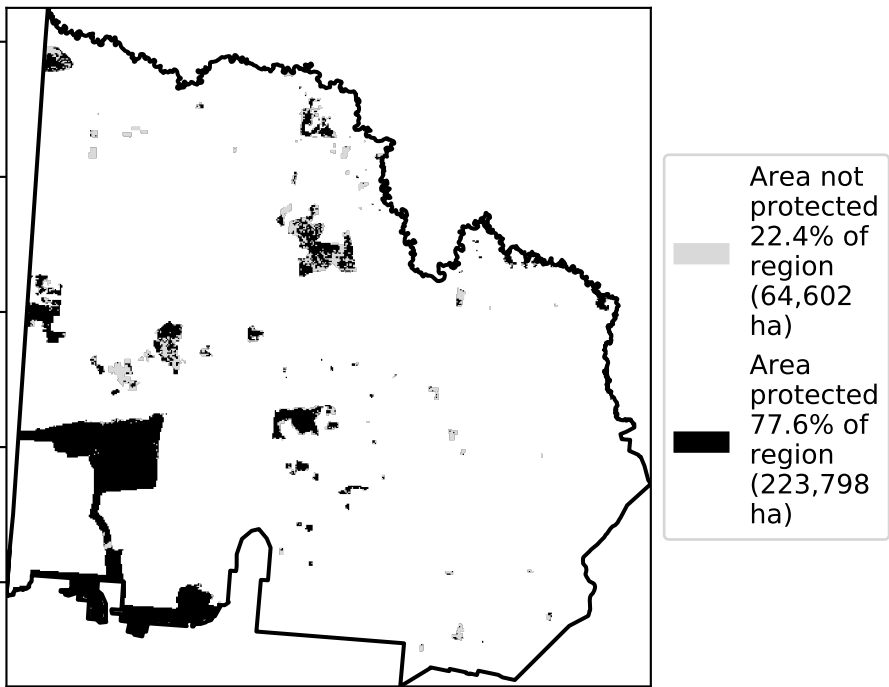 Area not
protected
22.4% of
region
(64,602
ha)
Area
protected
77.6% of
region
(223,798
ha)